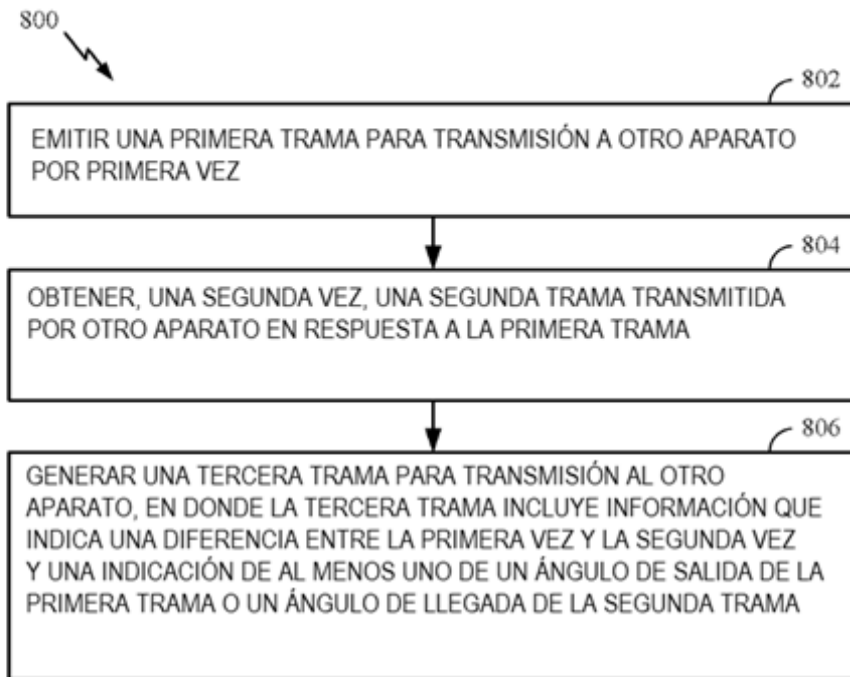 800
802
EMITIR UNA PRIMERA TRAMA PARA TRANSMISIÓN A OTRO APARATO
POR PRIMERA VEZ
804
OBTENER, UNA SEGUNDA VEZ, UNA SEGUNDA TRAMA TRANSMITIDA
POR OTRO APARATO EN RESPUESTA A LA PRIMERA TRAMA
806
GENERAR UNA TERCERA TRAMA PARA TRANSMISIÓN AL OTRO
APARATO, EN DONDE LA TERCERA TRAMA INCLUYE INFORMACIÓN QUE
INDICA UNA DIFERENCIA ENTRE LA PRIMERA VEZ Y LA SEGUNDA VEZ
Y UNA INDICACIÓN DE AL MENOS UNO DE UN ÁNGULO DE SALIDA DE LA
PRIMERA TRAMA O UN ÁNGULO DE LLEGADA DE LA SEGUNDA TRAMA